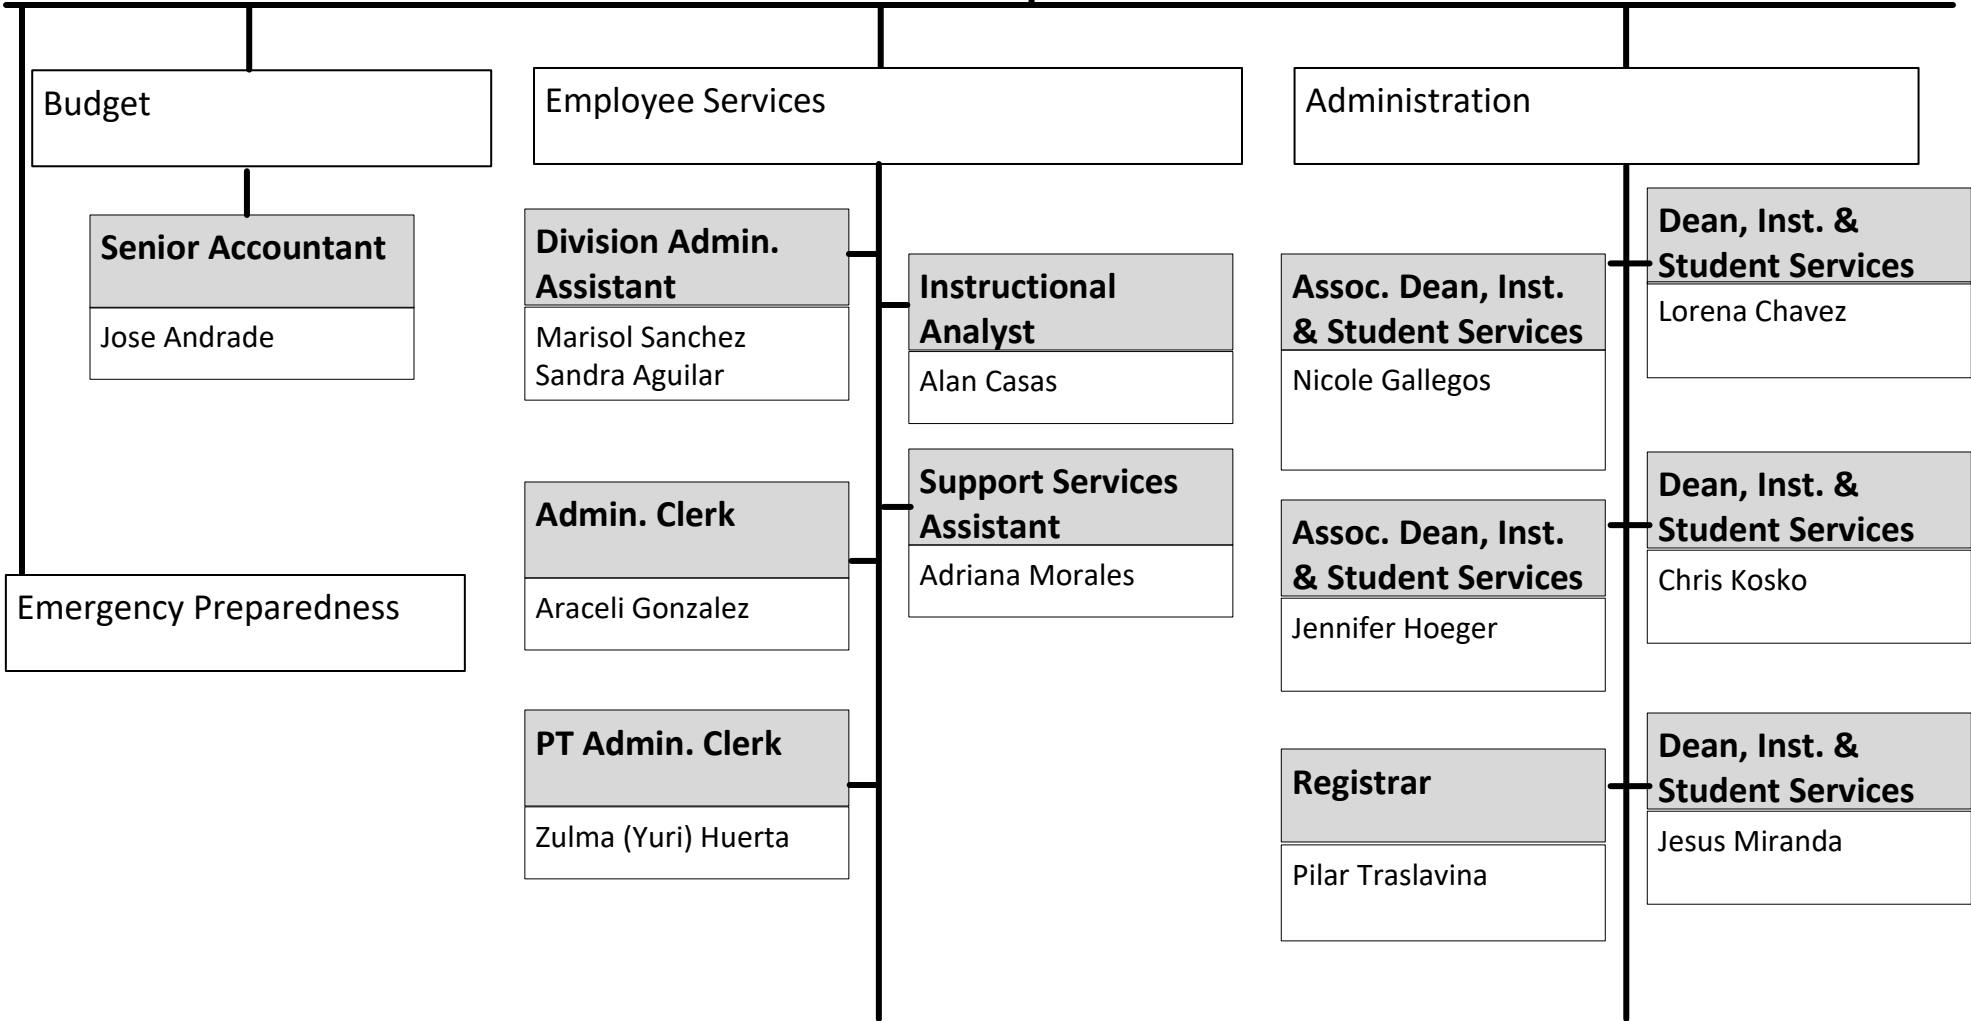 Budget
Senior Accountant
Jose Andrade
Emergency Preparedness
Employee Services
Division Admin.
Assistant
Marisol Sanchez
Sandra Aguilar
Instructional
Analyst
Alan Casas
Admin. Clerk
Araceli Gonzalez
Support Services
Assistant
Adriana Morales
PT Admin. Clerk
Zulma (Yuri) Huerta
Administration
Assoc. Dean, Inst.
& Student Services
Nicole Gallegos
Dean, Inst. &
Student Services
Lorena Chavez
Assoc. Dean, Inst.
& Student Services
Jennifer Hoeger
Dean, Inst. &
Student Services
Chris Kosko
Registrar
Pilar Traslavina
Dean, Inst. &
Student Services
Jesus Miranda